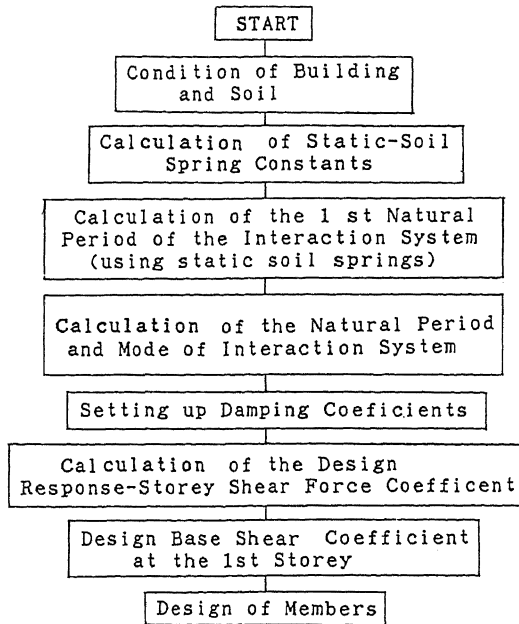 START
Condition of Building
and Soil
Calculation of Static-Soil
Spring Constants
Calculation of the 1 st Natural
Period of the Interaction System
(using static soil springs)
Calculation of the Natural Period
and Mode of Interaction System
Setting up Damping Coeficients
Calculation of the Design
Response-Storey Shear Force Coefficent
Design Base Shear Coefficient
at the 1st Storey
Design of Members